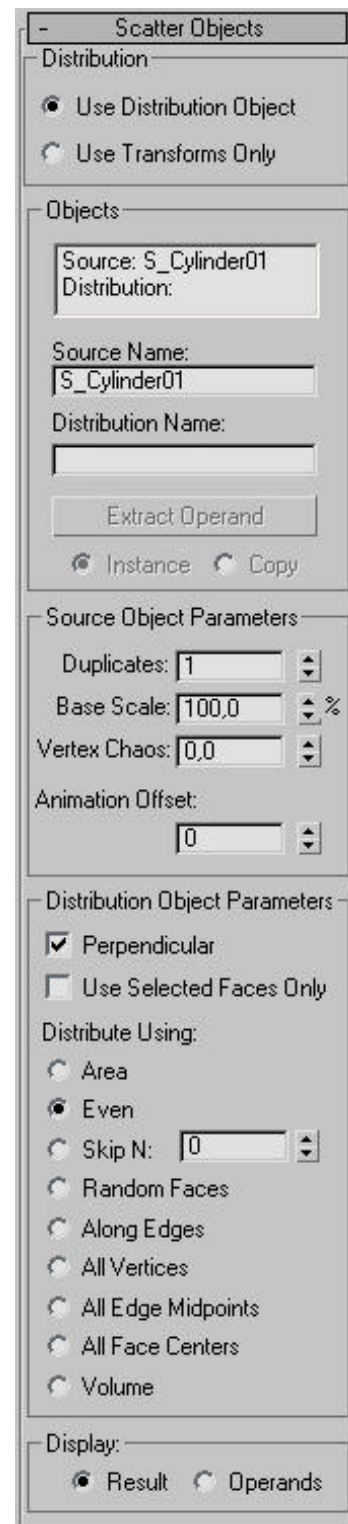 - Scatter Objects
Distribution
Use Distribution Object
Use Transforms Only
Objects
Source: S_Cylinder01
Distribution:
Source Name:
S_Cylinder01
Distribution Name:
Extract Operand
Instance Copy
Source Object Parameters
Duplicates: 1
Base Scale: 100,0 %
Vertex Chaos: 0,0
Animation Offset:
0
Distribution Object Parameters
Perpendicular
Use Selected Faces Only
Distribute Using:
Area
Even
Skip N: 0
Random Faces
Along Edges
All Vertices
All Edge Midpoints
All Face Centers
Volume
Display:
Result Operands